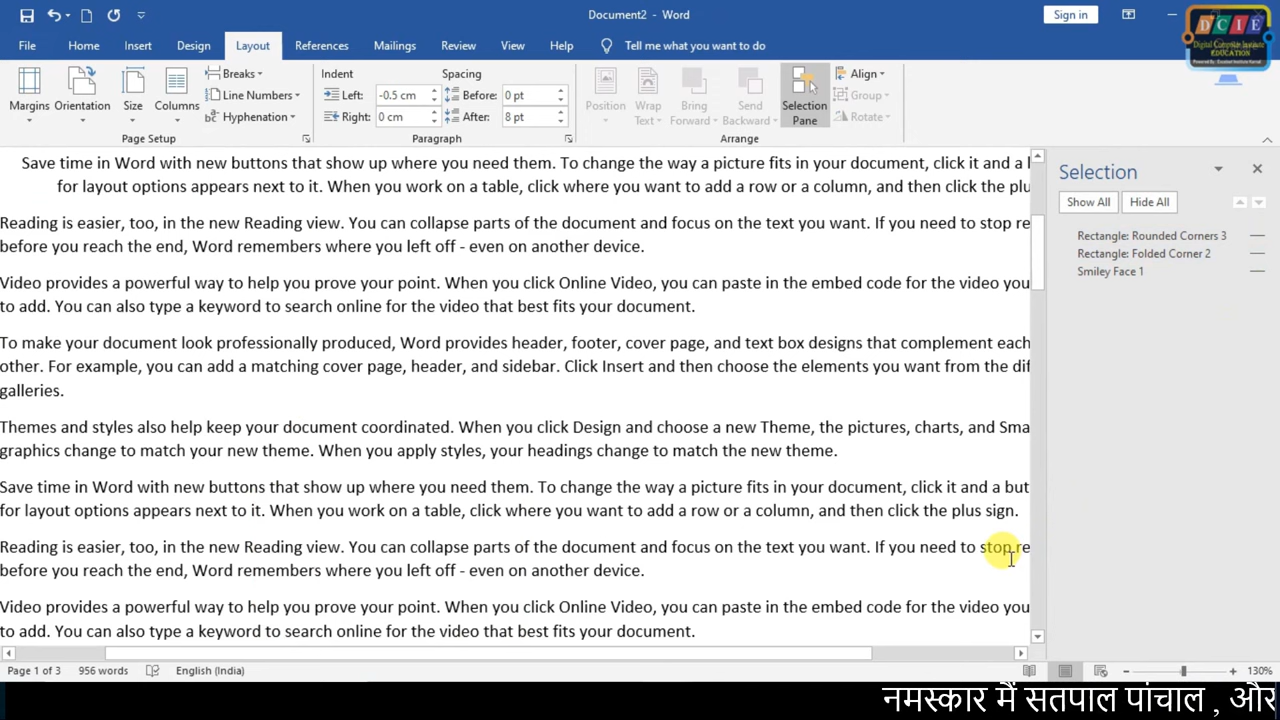 Document2 - Word
Sign in
DCIE
Digital Computer Institute
EDUCATION
File Home Insert Design Layout References Mailings Review View Help Tell me what you want to do
Margins
Orientation
Size
Columns
Breaks
Line Numbers
Hyphenation
Page Setup
Indent
Left: -0.5 cm
Right: 0 cm
Spacing
Before: 0 pt
After: 8 pt
Paragraph
Position
Wrap Text
Bring Forward
Send Backward
Selection Pane
Align
Group
Rotate
Arrange
Save time in Word with new buttons that show up where you need them. To change the way a picture fits in your document, click it and a
for layout options appears next to it. When you work on a table, click where you want to add a row or a column, and then click the plu
Reading is easier, too, in the new Reading view. You can collapse parts of the document and focus on the text you want. If you need to stop re
before you reach the end, Word remembers where you left off - even on another device.
Video provides a powerful way to help you prove your point. When you click Online Video, you can paste in the embed code for the video you
to add. You can also type a keyword to search online for the video that best fits your document.
To make your document look professionally produced, Word provides header, footer, cover page, and text box designs that complement each
other. For example, you can add a matching cover page, header, and sidebar. Click Insert and then choose the elements you want from the dif
galleries.
Themes and styles also help keep your document coordinated. When you click Design and choose a new Theme, the pictures, charts, and Sma
graphics change to match your new theme. When you apply styles, your headings change to match the new theme.
Save time in Word with new buttons that show up where you need them. To change the way a picture fits in your document, click it and a but
for layout options appears next to it. When you work on a table, click where you want to add a row or a column, and then click the plus sign.
Reading is easier, too, in the new Reading view. You can collapse parts of the document and focus on the text you want. If you need to stop re
before you reach the end, Word remembers where you left off - even on another device.
Video provides a powerful way to help you prove your point. When you click Online Video, you can paste in the embed code for the video you
to add. You can also type a keyword to search online for the video that best fits your document.
Selection
Show All Hide All
Rectangle: Rounded Corners 3
Rectangle: Folded Corner 2
Smiley Face 1
Page 1 of 3 956 words English (India) 130%
नमस्कार मैं सतपाल पांचाल , और